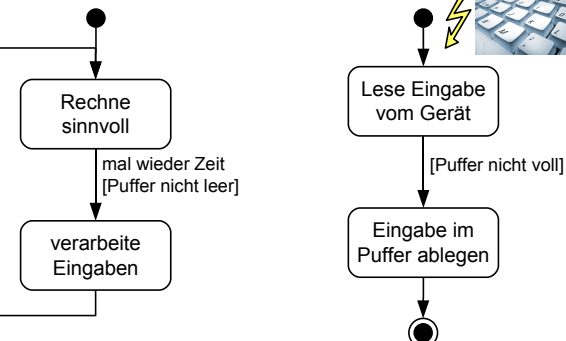 Rechne
sinnvoll
mal wieder Zeit
[Puffer nicht leer]
verarbeite
Eingaben
Lese Eingabe
vom Gerät
[Puffer nicht voll]
Eingabe im
Puffer ablegen